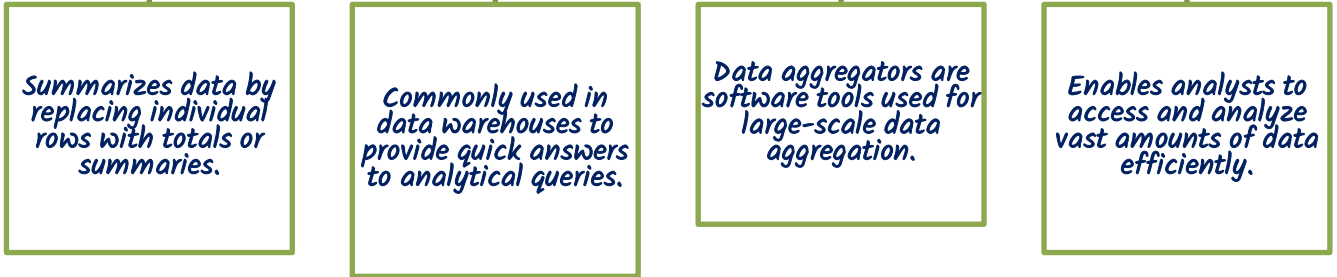 Summarizes data by
replacing individual
rows with totals or
summaries.
Commonly used in
data warehouses to
provide quick answers
to analytical queries.
Data aggregators are
software tools used for
large-scale data
aggregation.
Enables analysts to
access and analyze
vast amounts of data
efficiently.